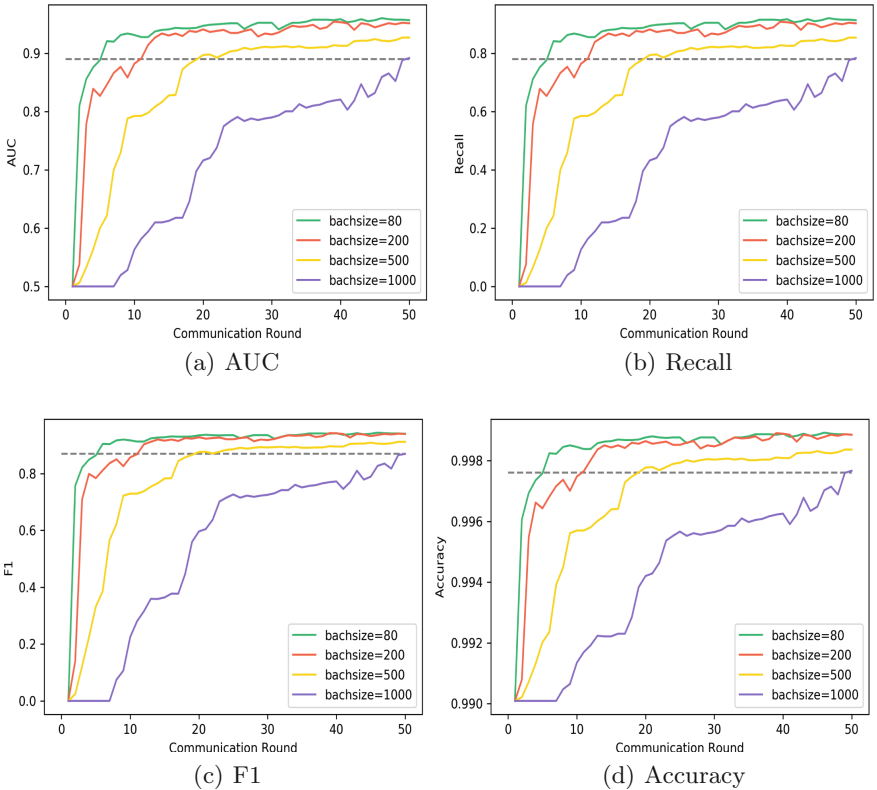 0.9
0.8
0.7
0.6
0.5
AUC
bachsize=80
bachsize=200
bachsize=500
bachsize=1000
0 10 20 30 40 50
Communication Round
(a) AUC
0.8
0.6
0.4
0.2
0.0
Recall
bachsize=80
bachsize=200
bachsize=500
bachsize=1000
0 10 20 30 40 50
Communication Round
(b) Recall
0.8
0.6
0.4
0.2
0.0
F1
bachsize=80
bachsize=200
bachsize=500
bachsize=1000
0 10 20 30 40 50
Communication Round
(c) F1
0.998
0.996
0.994
0.992
0.990
Accuracy
bachsize=80
bachsize=200
bachsize=500
bachsize=1000
0 10 20 30 40 50
Communication Round
(d) Accuracy